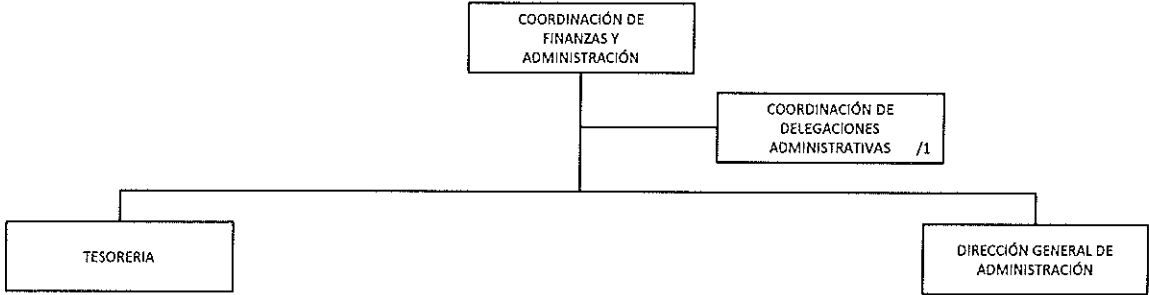 COORDINACIÓN DE
FINANZAS Y
ADMINISTRACIÓN
COORDINACIÓN DE
DELEGACIONES
ADMINISTRATIVAS /1
TESORERIA
DIRECCIÓN GENERAL DE
ADMINISTRACIÓN